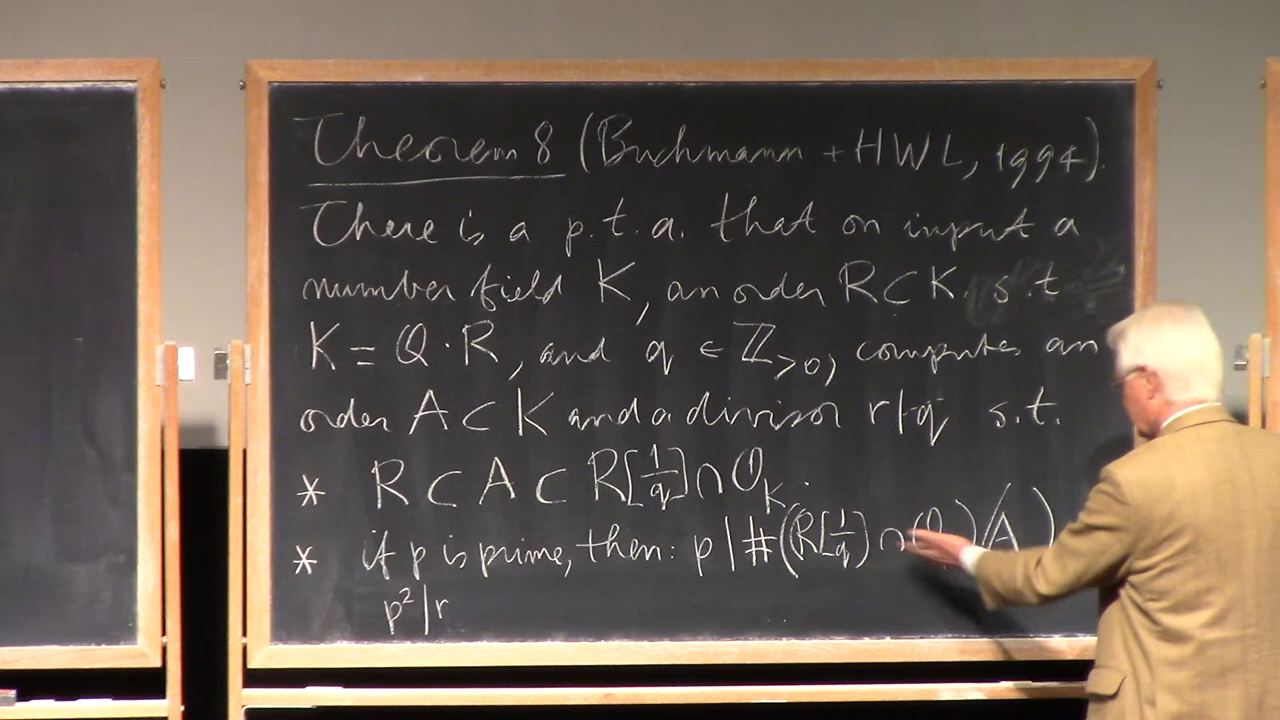 Theorem 8 (Buchmann + HWL, 1994).
There is a p.t.a. that on input a
number field K, an order R ⊂ K s.t
K = Q · R, and q ∈ ℤ>0, computes an
order A ⊂ K and a divisor r|q s.t.
* R ⊂ A ⊂ R[1/q] ∩ O_K.
* if p is prime, then: p | #((R[1/q] ∩ O )/A )
p²|r